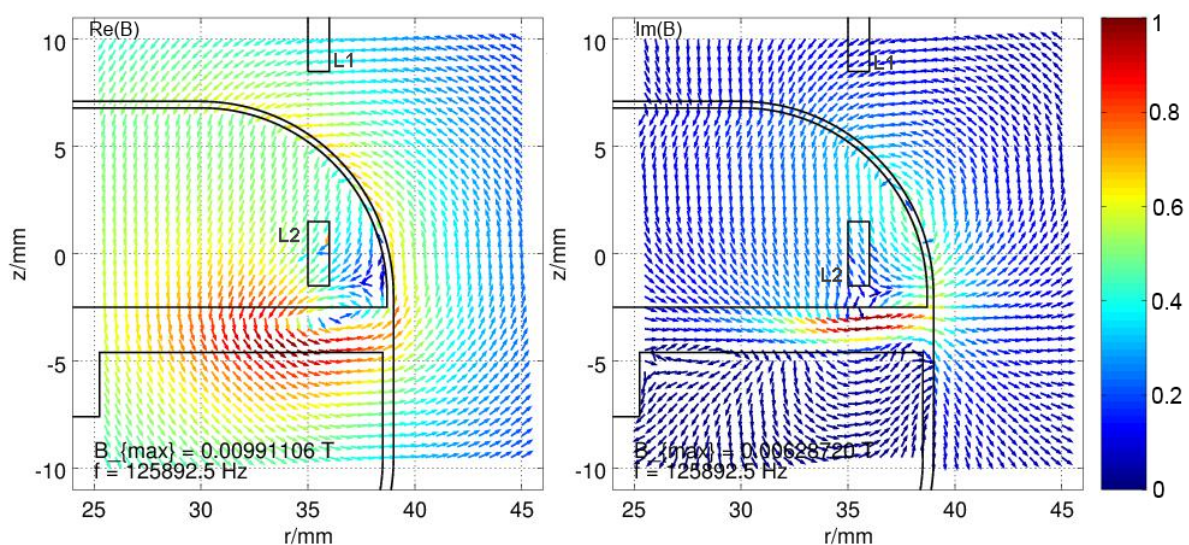 Re(B)
10
5
0
-5
-10
z/mm
25
30
35
40
45
r/mm
L1
L2
B_{max} = 0.00991106 T
f = 125892.5 Hz
Im(B)
10
5
0
-5
-10
z/mm
25
30
35
40
45
r/mm
L1
L2
B_{max} = 0.00628720 T
f = 125892.5 Hz
1
0.8
0.6
0.4
0.2
0